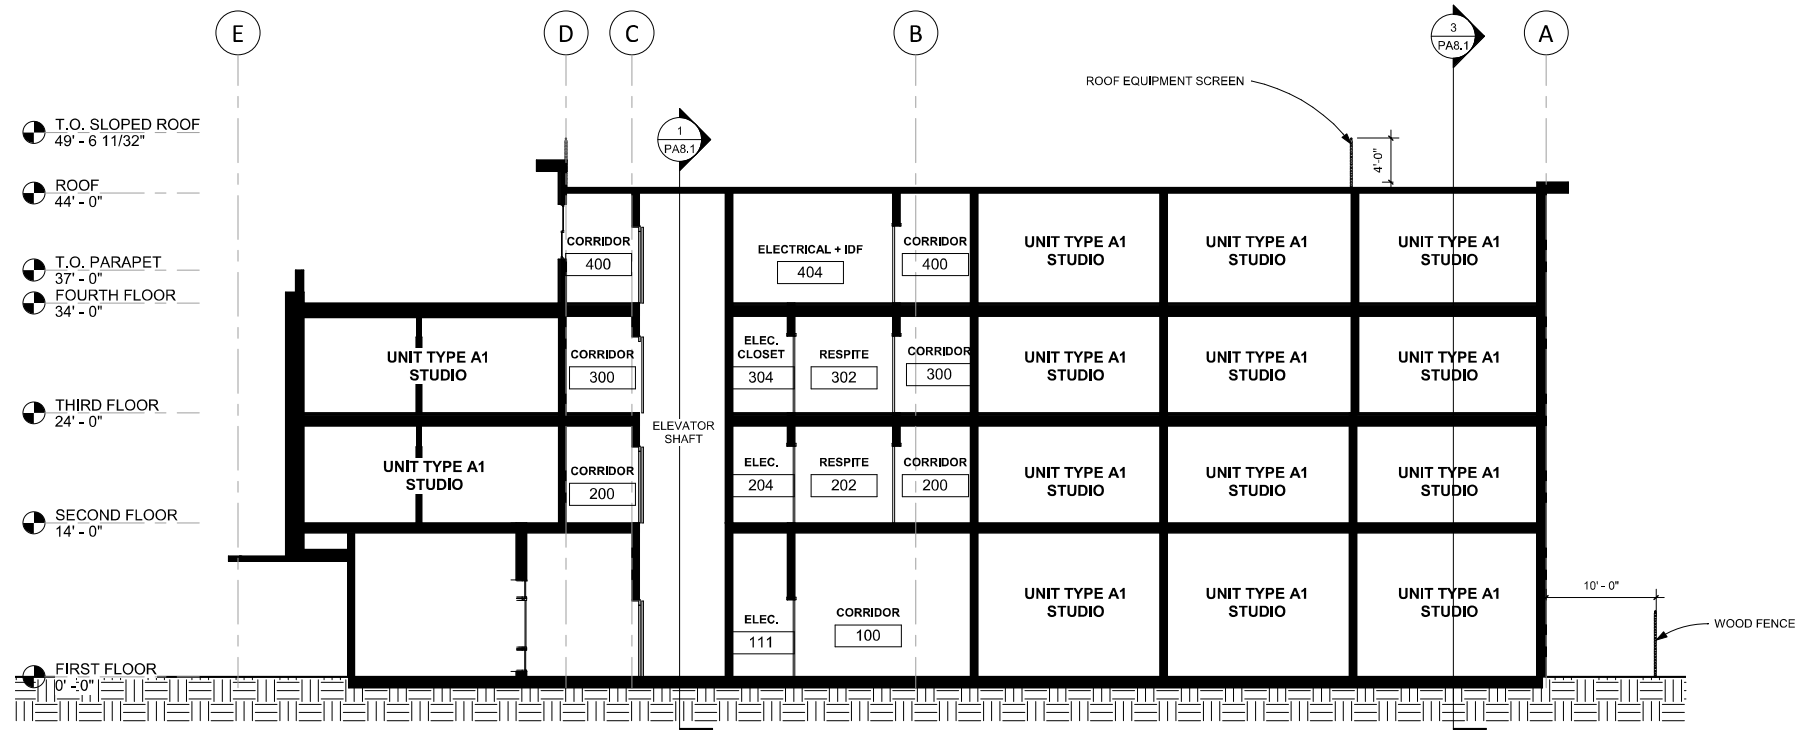 E
D
C
B
3
PA8.1
A
ROOF EQUIPMENT SCREEN
T.O. SLOPED ROOF
49' - 6 11/32"
1
PA8.1
4'-0"
ROOF
44' - 0"
CORRIDOR
400
ELECTRICAL + IDF
404
CORRIDOR
400
UNIT TYPE A1
STUDIO
UNIT TYPE A1
STUDIO
UNIT TYPE A1
STUDIO
T.O. PARAPET
37' - 0"
FOURTH FLOOR
34' - 0"
UNIT TYPE A1
STUDIO
CORRIDOR
300
ELEC.
CLOSET
304
RESPITE
302
CORRIDOR
300
UNIT TYPE A1
STUDIO
UNIT TYPE A1
STUDIO
UNIT TYPE A1
STUDIO
THIRD FLOOR
24' - 0"
ELEVATOR
SHAFT
UNIT TYPE A1
STUDIO
CORRIDOR
200
ELEC.
204
RESPITE
202
CORRIDOR
200
UNIT TYPE A1
STUDIO
UNIT TYPE A1
STUDIO
UNIT TYPE A1
STUDIO
SECOND FLOOR
14' - 0"
ELEC.
111
CORRIDOR
100
UNIT TYPE A1
STUDIO
UNIT TYPE A1
STUDIO
UNIT TYPE A1
STUDIO
10' - 0"
WOOD FENCE
FIRST FLOOR
0' - 0"